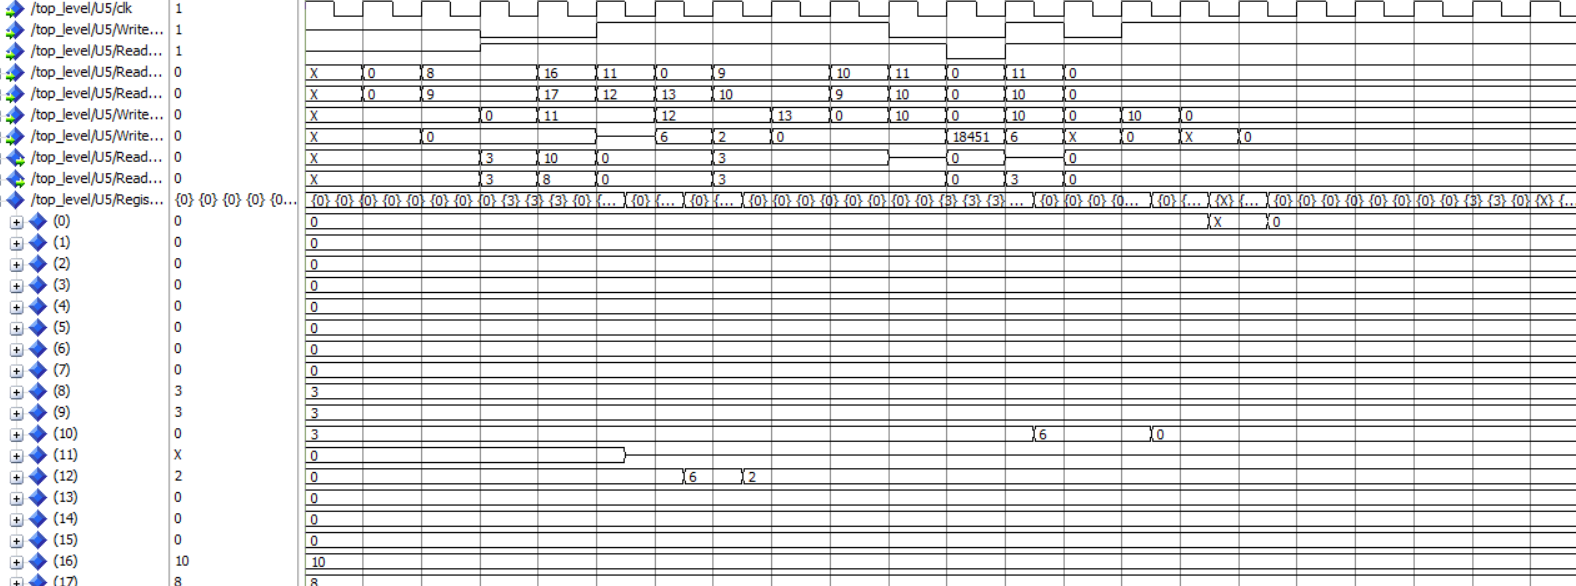 /top_level/U5/clk 1
/top_level/U5/Write... 1
/top_level/U5/Read... 1
/top_level/U5/Read... 0 X 0 8 16 11 0 9 10 11 0 11 0
/top_level/U5/Read... 0 X 0 9 17 12 13 10 9 10 0 10 0
/top_level/U5/Write... 0 X 0 11 12 13 0 10 0 10 0 10 0
/top_level/U5/Write... 0 X 0 6 2 0 18451 6 X 0 X 0
/top_level/U5/Read... 0 X 3 10 0 3 0 0
/top_level/U5/Read... 0 X 3 8 0 3 0 3 0
/top_level/U5/Regis... {0} {0} {0} {0} {0... {0} {0} {0} {0} {0} {0} {0} {0} {3} {3} {3} {0} {... {0} {... {0} {... {0} {... {0} {0} {0} {0} {0} {0} {0} {0} {3} {3} {3} ... {0} {0} {0} {0... {0} {... {X} {... {0} {0} {0} {0} {0} {0} {0} {0} {3} {3} {0} {X} {...
(0) 0 0 X 0
(1) 0 0
(2) 0 0
(3) 0 0
(4) 0 0
(5) 0 0
(6) 0 0
(7) 0 0
(8) 3 3
(9) 3 3
(10) 0 3 6 0
(11) X 0
(12) 2 0 6 2
(13) 0 0
(14) 0 0
(15) 0 0
(16) 10 10
(17) 8 8